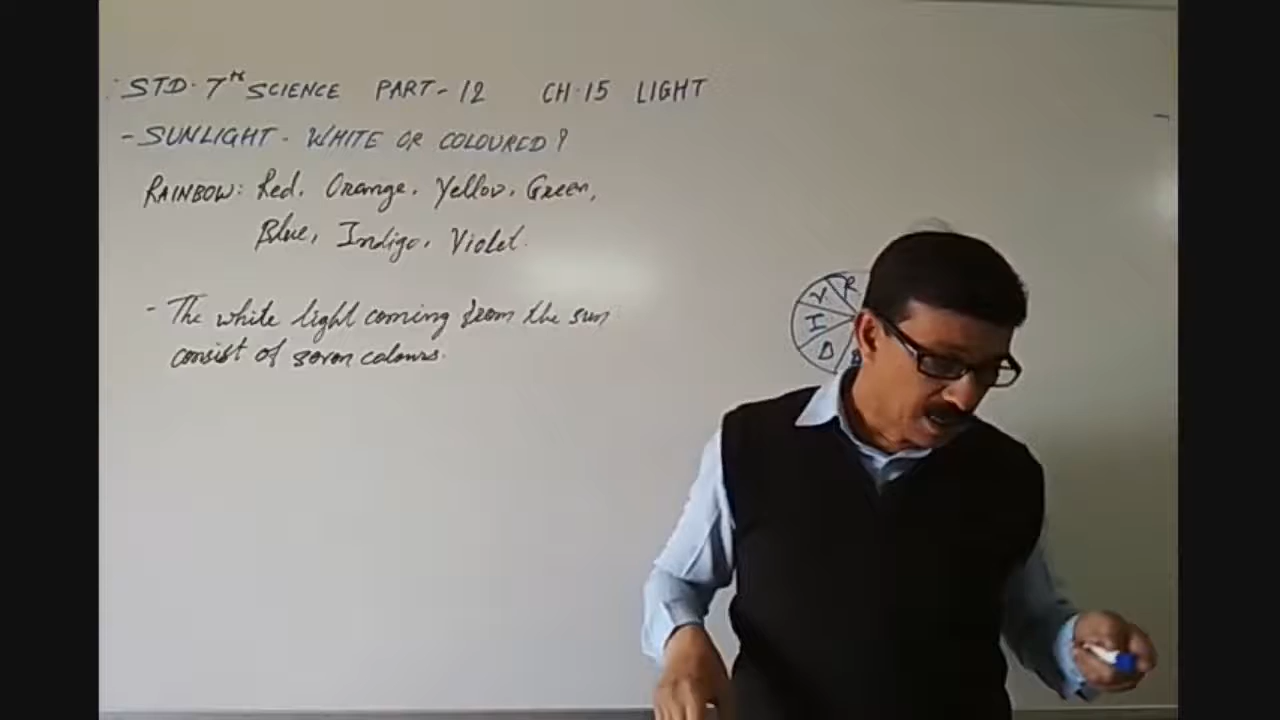 STD. 7TH SCIENCE PART-12 CH.15 LIGHT
- SUNLIGHT - WHITE OR COLOURED?
RAINBOW: Red, Orange, Yellow, Green,
Blue, Indigo, Violet.
- The white light coming from the sun
consist of seven colours.
V R
I